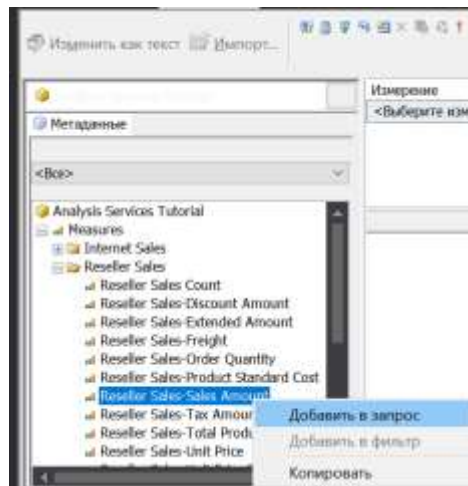 Изменить как текст Импорт...
Измерение
<Выберите изм
Метаданные
<Все>
Analysis Services Tutorial
Measures
Internet Sales
Reseller Sales
Reseller Sales Count
Reseller Sales-Discount Amount
Reseller Sales-Extended Amount
Reseller Sales-Freight
Reseller Sales-Order Quantity
Reseller Sales-Product Standard Cost
Reseller Sales-Sales Amount
Reseller Sales-Tax Amour
Добавить в запрос
Reseller Sales-Total Produ
Добавить в фильтр
Reseller Sales-Unit Price
Копировать